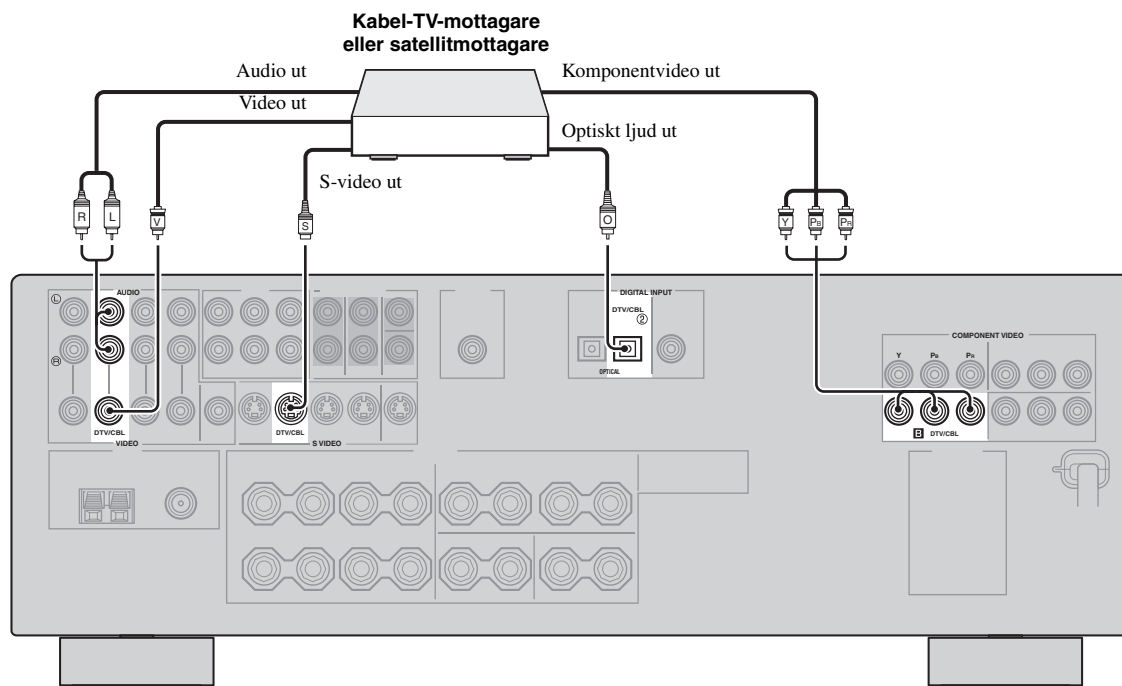 Kabel-TV-mottagare
eller satellitmottagare
Audio ut
Komponentvideo ut
Video ut
Optiskt ljud ut
S-video ut
R L V S O Y PB PR
AUDIO
DIGITAL INPUT
L
DTV/CBL
②
R
OPTICAL
COMPONENT VIDEO
Y PB PR
DTV/CBL
DTV/CBL
B DTV/CBL
VIDEO
S VIDEO